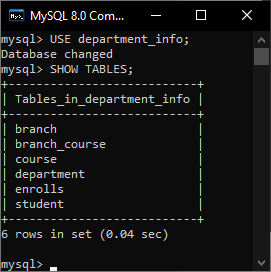 MySQL 8.0 Com...
mysql> USE department_info;
Database changed
mysql> SHOW TABLES;
+---------------------------+
| Tables_in_department_info |
+---------------------------+
| branch                    |
| branch_course             |
| course                    |
| department                |
| enrolls                   |
| student                   |
+---------------------------+
6 rows in set (0.04 sec)
mysql>